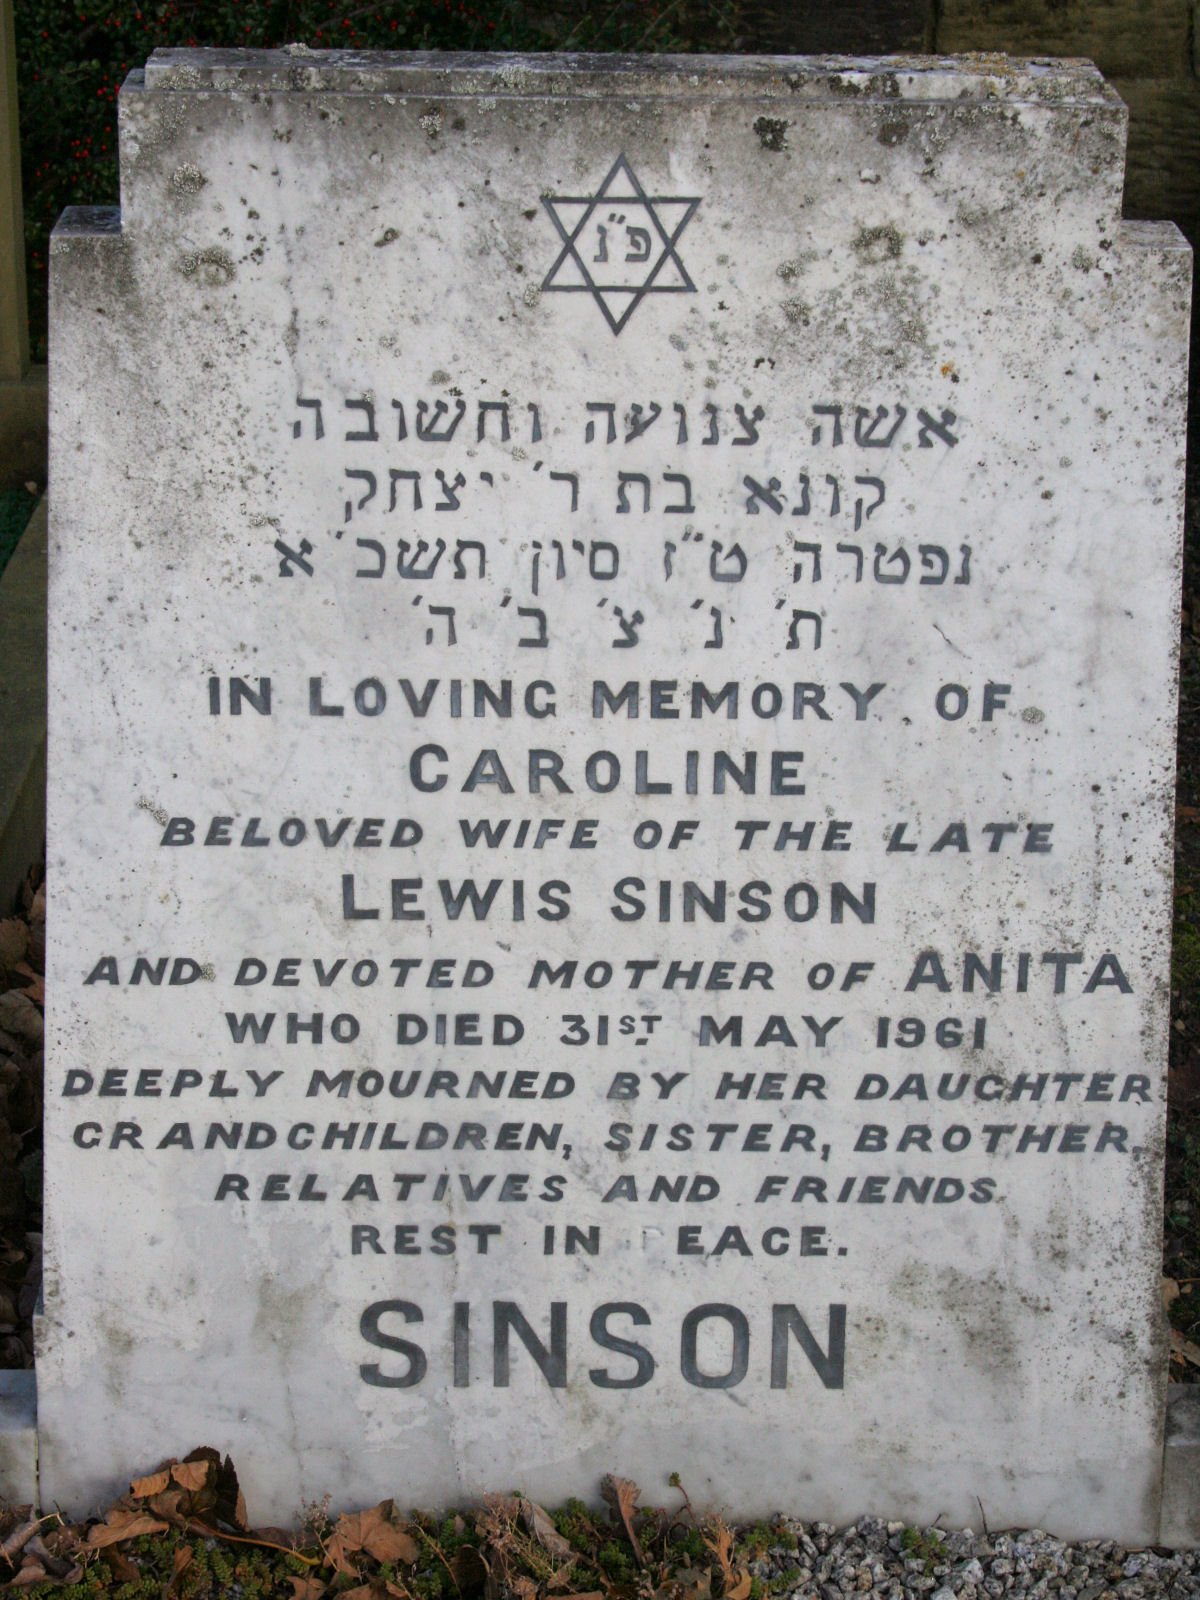 פ"נ
אשה צנועה וחשובה
קונא בת ר' יצחק
נפטרה ט"ז סיון תשכ'א
ת' נ' צ' ב' ה'
IN LOVING MEMORY OF
CAROLINE
BELOVED WIFE OF THE LATE
LEWIS SINSON
AND DEVOTED MOTHER OF ANITA
WHO DIED 31ST. MAY 1961
DEEPLY MOURNED BY HER DAUGHTER
GRANDCHILDREN, SISTER, BROTHER,
RELATIVES AND FRIENDS
REST IN PEACE.
SINSON